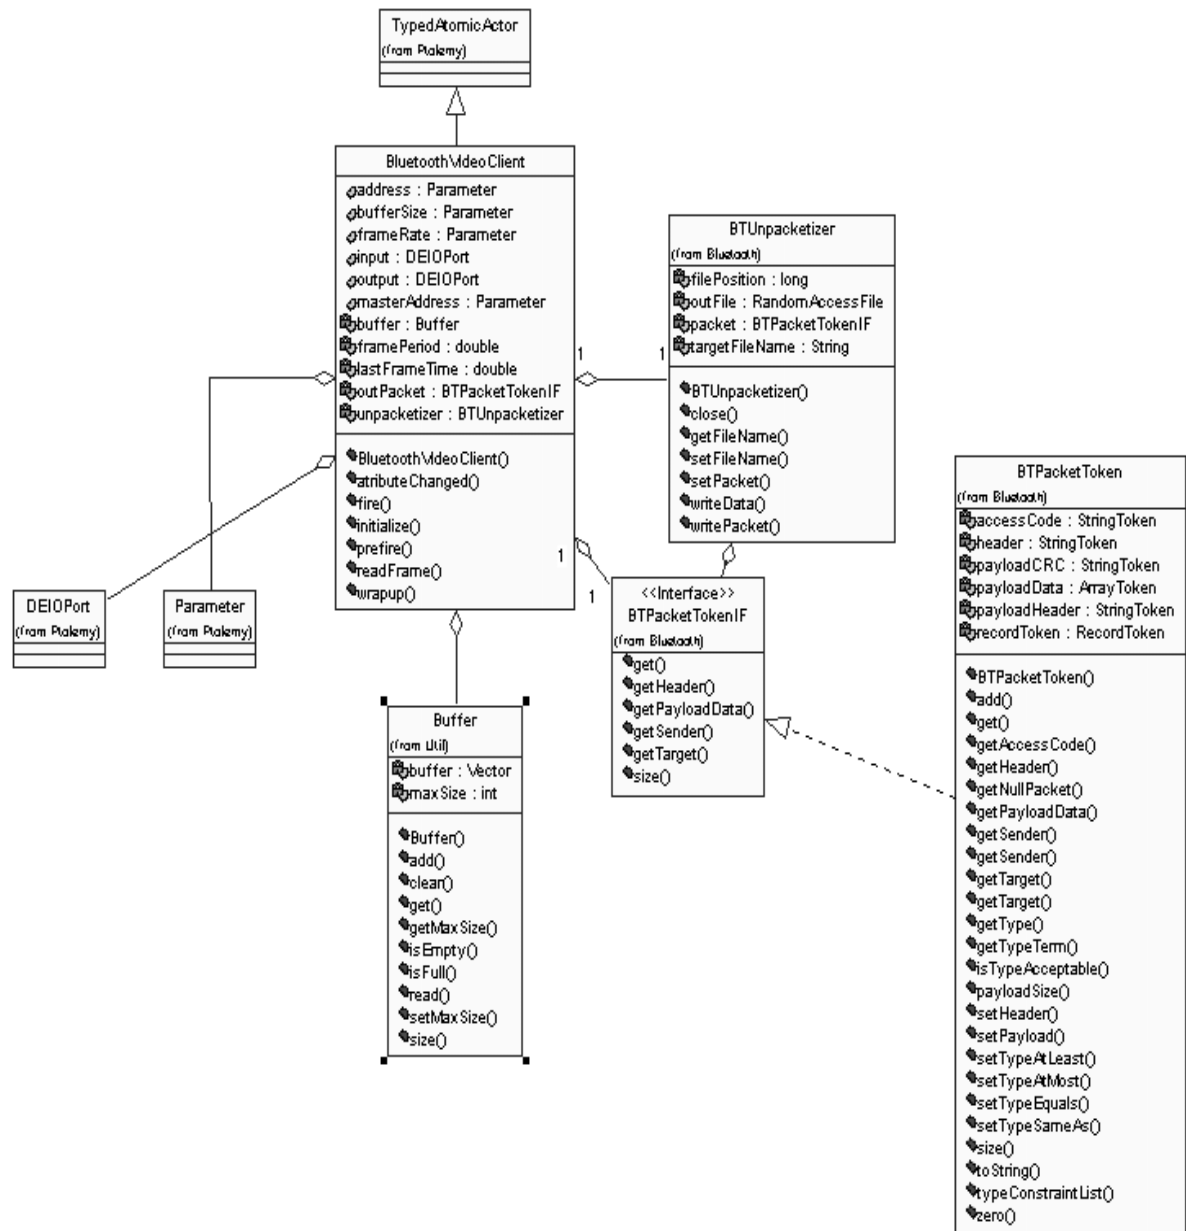 TypedAtomicActor
(from Ptolemy)
BluetoothVideoClient
address : Parameter
bufferSize : Parameter
frameRate : Parameter
input : DEIOPort
output : DEIOPort
masterAddress : Parameter
buffer : Buffer
framePeriod : double
lastFrameTime : double
outPacket : BTPacketTokenIF
unpacketizer : BTUnpacketizer
BluetoothVideoClient()
atributeChanged()
fire()
initialize()
prefire()
readFrame()
wrapup()
1
1
BTUnpacketizer
(from Bluetooth)
filePosition : long
outFile : RandomAccessFile
packet : BTPacketTokenIF
targetFileName : String
BTUnpacketizer()
close()
getFileName()
setFileName()
setPacket()
writeData()
writePacket()
1
1
DEIOPort
(from Ptolemy)
Parameter
(from Ptolemy)
<<Interface>>
BTPacketTokenIF
(from Bluetooth)
get()
getHeader()
getPayloadData()
getSender()
getTarget()
size()
Buffer
(from Util)
buffer : Vector
maxSize : int
Buffer()
add()
clear()
get()
getMaxSize()
isEmpty()
isFull()
read()
setMaxSize()
size()
BTPacketToken
(from Bluetooth)
accessCode : StringToken
header : StringToken
payloadCRC : StringToken
payloadData : ArrayToken
payloadHeader : StringToken
recordToken : RecordToken
BTPacketToken()
add()
get()
getAccessCode()
getHeader()
getNullPacket()
getPayloadData()
getSender()
getSender()
getTarget()
getTarget()
getType()
getTypeTerm()
isTypeAcceptable()
payloadSize()
setHeader()
setPayload()
setTypeAtLeast()
setTypeAtMost()
setTypeEquals()
setTypeSameAs()
size()
toString()
typeConstraintList()
zero()